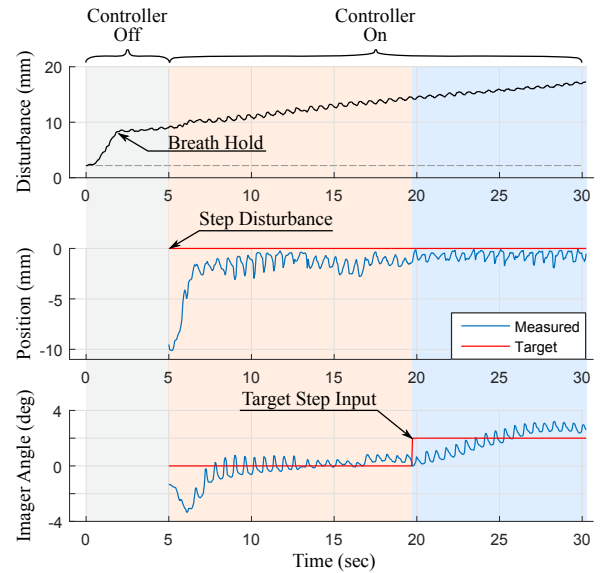 Controller
Off
Controller
On
Disturbance (mm)
20
10
0
Breath Hold
0 5 10 15 20 25 30
Position (mm)
0
-5
-10
Step Disturbance
Measured
Target
0 5 10 15 20 25 30
Imager Angle (deg)
4
0
-4
Target Step Input
0 5 10 15 20 25 30
Time (sec)